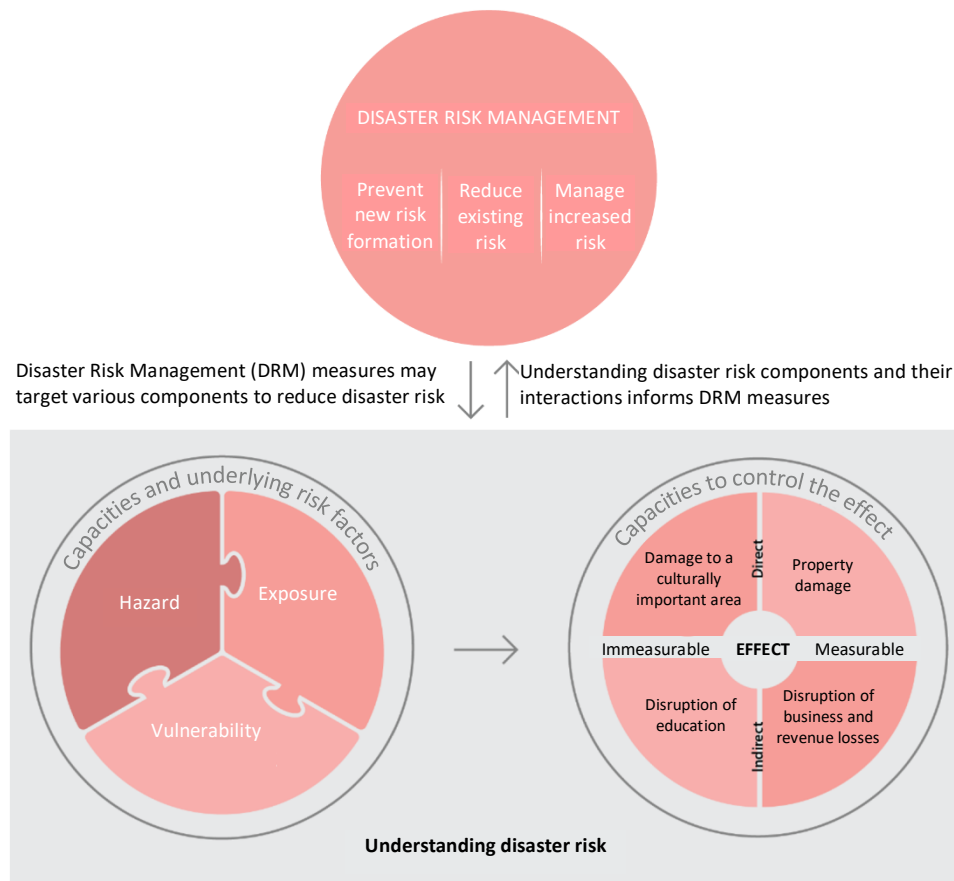 DISASTER RISK MANAGEMENT
Prevent
new risk
formation
Reduce
existing
risk
Manage
increased
risk
Disaster Risk Management (DRM) measures may
target various components to reduce disaster risk
Understanding disaster risk components and their
interactions informs DRM measures
Capacities and underlying risk factors
Hazard
Exposure
Vulnerability
Capacities to control the effect
Damage to a
culturally
important area
Direct
Property
damage
Immeasurable
EFFECT
Measurable
Disruption of
education
Indirect
Disruption of
business and
revenue losses
Understanding disaster risk